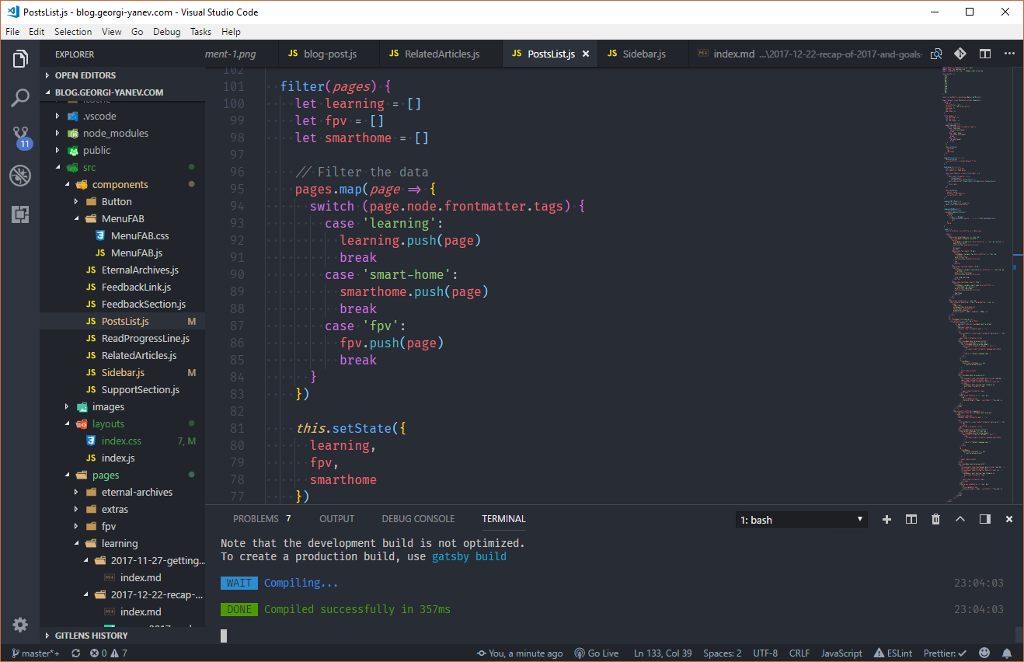 PostsList.js - blog.georgi-yanev.com - Visual Studio Code
File Edit Selection View Go Debug Tasks Help
EXPLORER
ment-1.png
JS blog-post.js
JS RelatedArticles.js
JS PostsList.js
JS Sidebar.js
index.md ...\2017-12-22-recap-of-2017-and-goals-
OPEN EDITORS
BLOG.GEORGI-YANEV.COM
.vscode
node_modules
public
src
components
Button
MenuFAB
MenuFAB.css
JS MenuFAB.js
JS EternalArchives.js
JS FeedbackLink.js
JS FeedbackSection.js
JS PostsList.js M
JS ReadProgressLine.js
JS RelatedArticles.js
JS Sidebar.js M
JS SupportSection.js
images
layouts
index.css 7, M
JS index.js
pages
eternal-archives
extras
fpv
learning
2017-11-27-getting...
index.md
2017-12-22-recap-...
index.md
GITLENS HISTORY
11
102
101 filter(pages) {
100 let learning = []
99 let fpv = []
98 let smarthome = []
97
96 // Filter the data
95 pages.map(page ⇒ {
94 switch (page.node.frontmatter.tags) {
93 case 'learning':
92 learning.push(page)
91 break
90 case 'smart-home':
89 smarthome.push(page)
88 break
87 case 'fpv':
86 fpv.push(page)
85 break
84 }
83 })
82
81 this.setState({
80 learning,
79 fpv,
78 smarthome
77 })
PROBLEMS 7 OUTPUT DEBUG CONSOLE TERMINAL
1: bash
Note that the development build is not optimized.
To create a production build, use gatsby build
WAIT Compiling... 23:04:03
DONE Compiled successfully in 357ms 23:04:03
master*+ 0 7 You, a minute ago Go Live Ln 133, Col 39 Spaces: 2 UTF-8 CRLF JavaScript ESLint Prettier: ✓